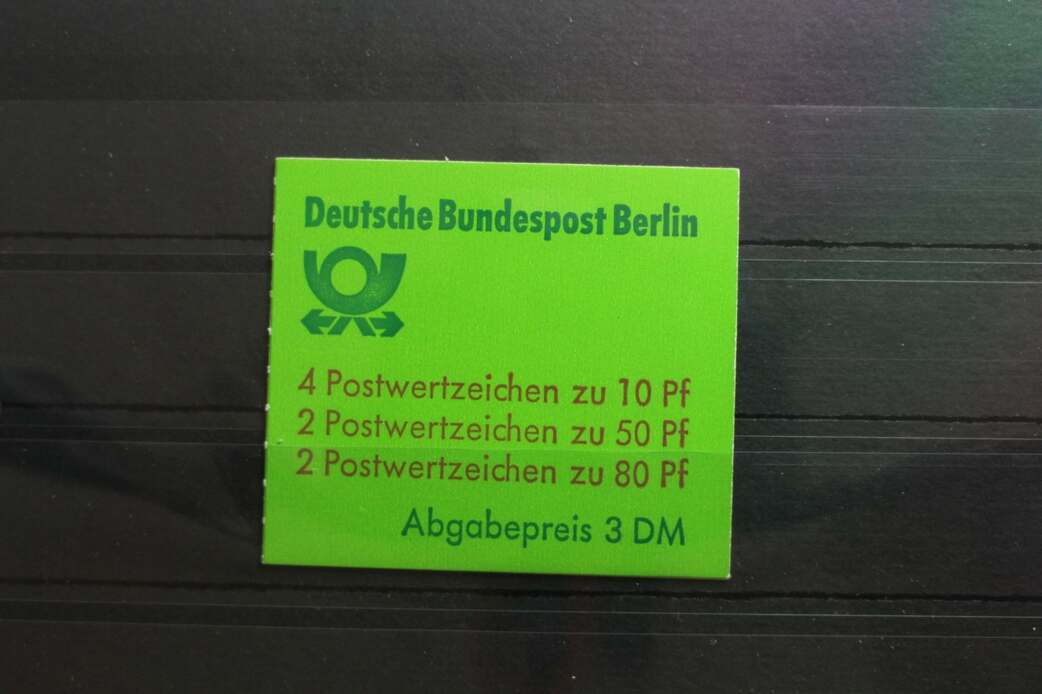 Deutsche Bundespost Berlin
4 Postwertzeichen zu 10 Pf
2 Postwertzeichen zu 50 Pf
2 Postwertzeichen zu 80 Pf
Abgabepreis 3 DM